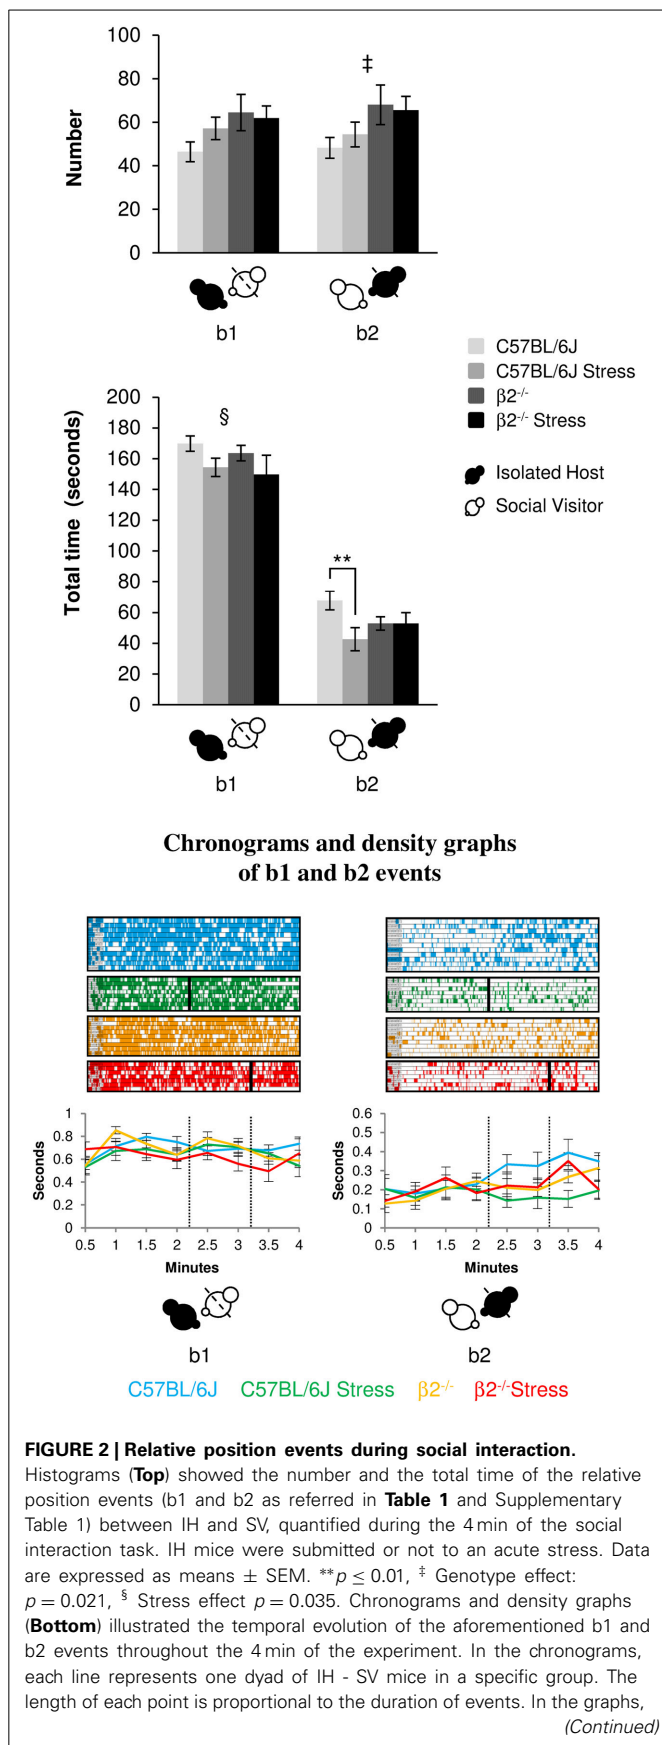 100
80
60
40
20
0
Number
‡
b1
b2
C57BL/6J
C57BL/6J Stress
β2-/-
β2-/- Stress
Isolated Host
Social Visitor
200
180
160
140
120
100
80
60
40
20
0
Total time (seconds)
§
**
b1
b2
Chronograms and density graphs
of b1 and b2 events
1
0.8
0.6
0.4
0.2
0
Seconds
0.5 1 1.5 2 2.5 3 3.5 4
Minutes
b1
0.6
0.5
0.4
0.3
0.2
0.1
0
Seconds
0.5 1 1.5 2 2.5 3 3.5 4
Minutes
b2
C57BL/6J C57BL/6J Stress β2-/- β2-/-Stress
FIGURE 2 | Relative position events during social interaction.
Histograms (Top) showed the number and the total time of the relative
position events (b1 and b2 as referred in Table 1 and Supplementary
Table 1) between IH and SV, quantified during the 4 min of the social
interaction task. IH mice were submitted or not to an acute stress. Data
are expressed as means ± SEM. **p ≤ 0.01, ‡ Genotype effect:
p = 0.021, § Stress effect p = 0.035. Chronograms and density graphs
(Bottom) illustrated the temporal evolution of the aforementioned b1 and
b2 events throughout the 4 min of the experiment. In the chronograms,
each line represents one dyad of IH - SV mice in a specific group. The
length of each point is proportional to the duration of events. In the graphs,
(Continued)